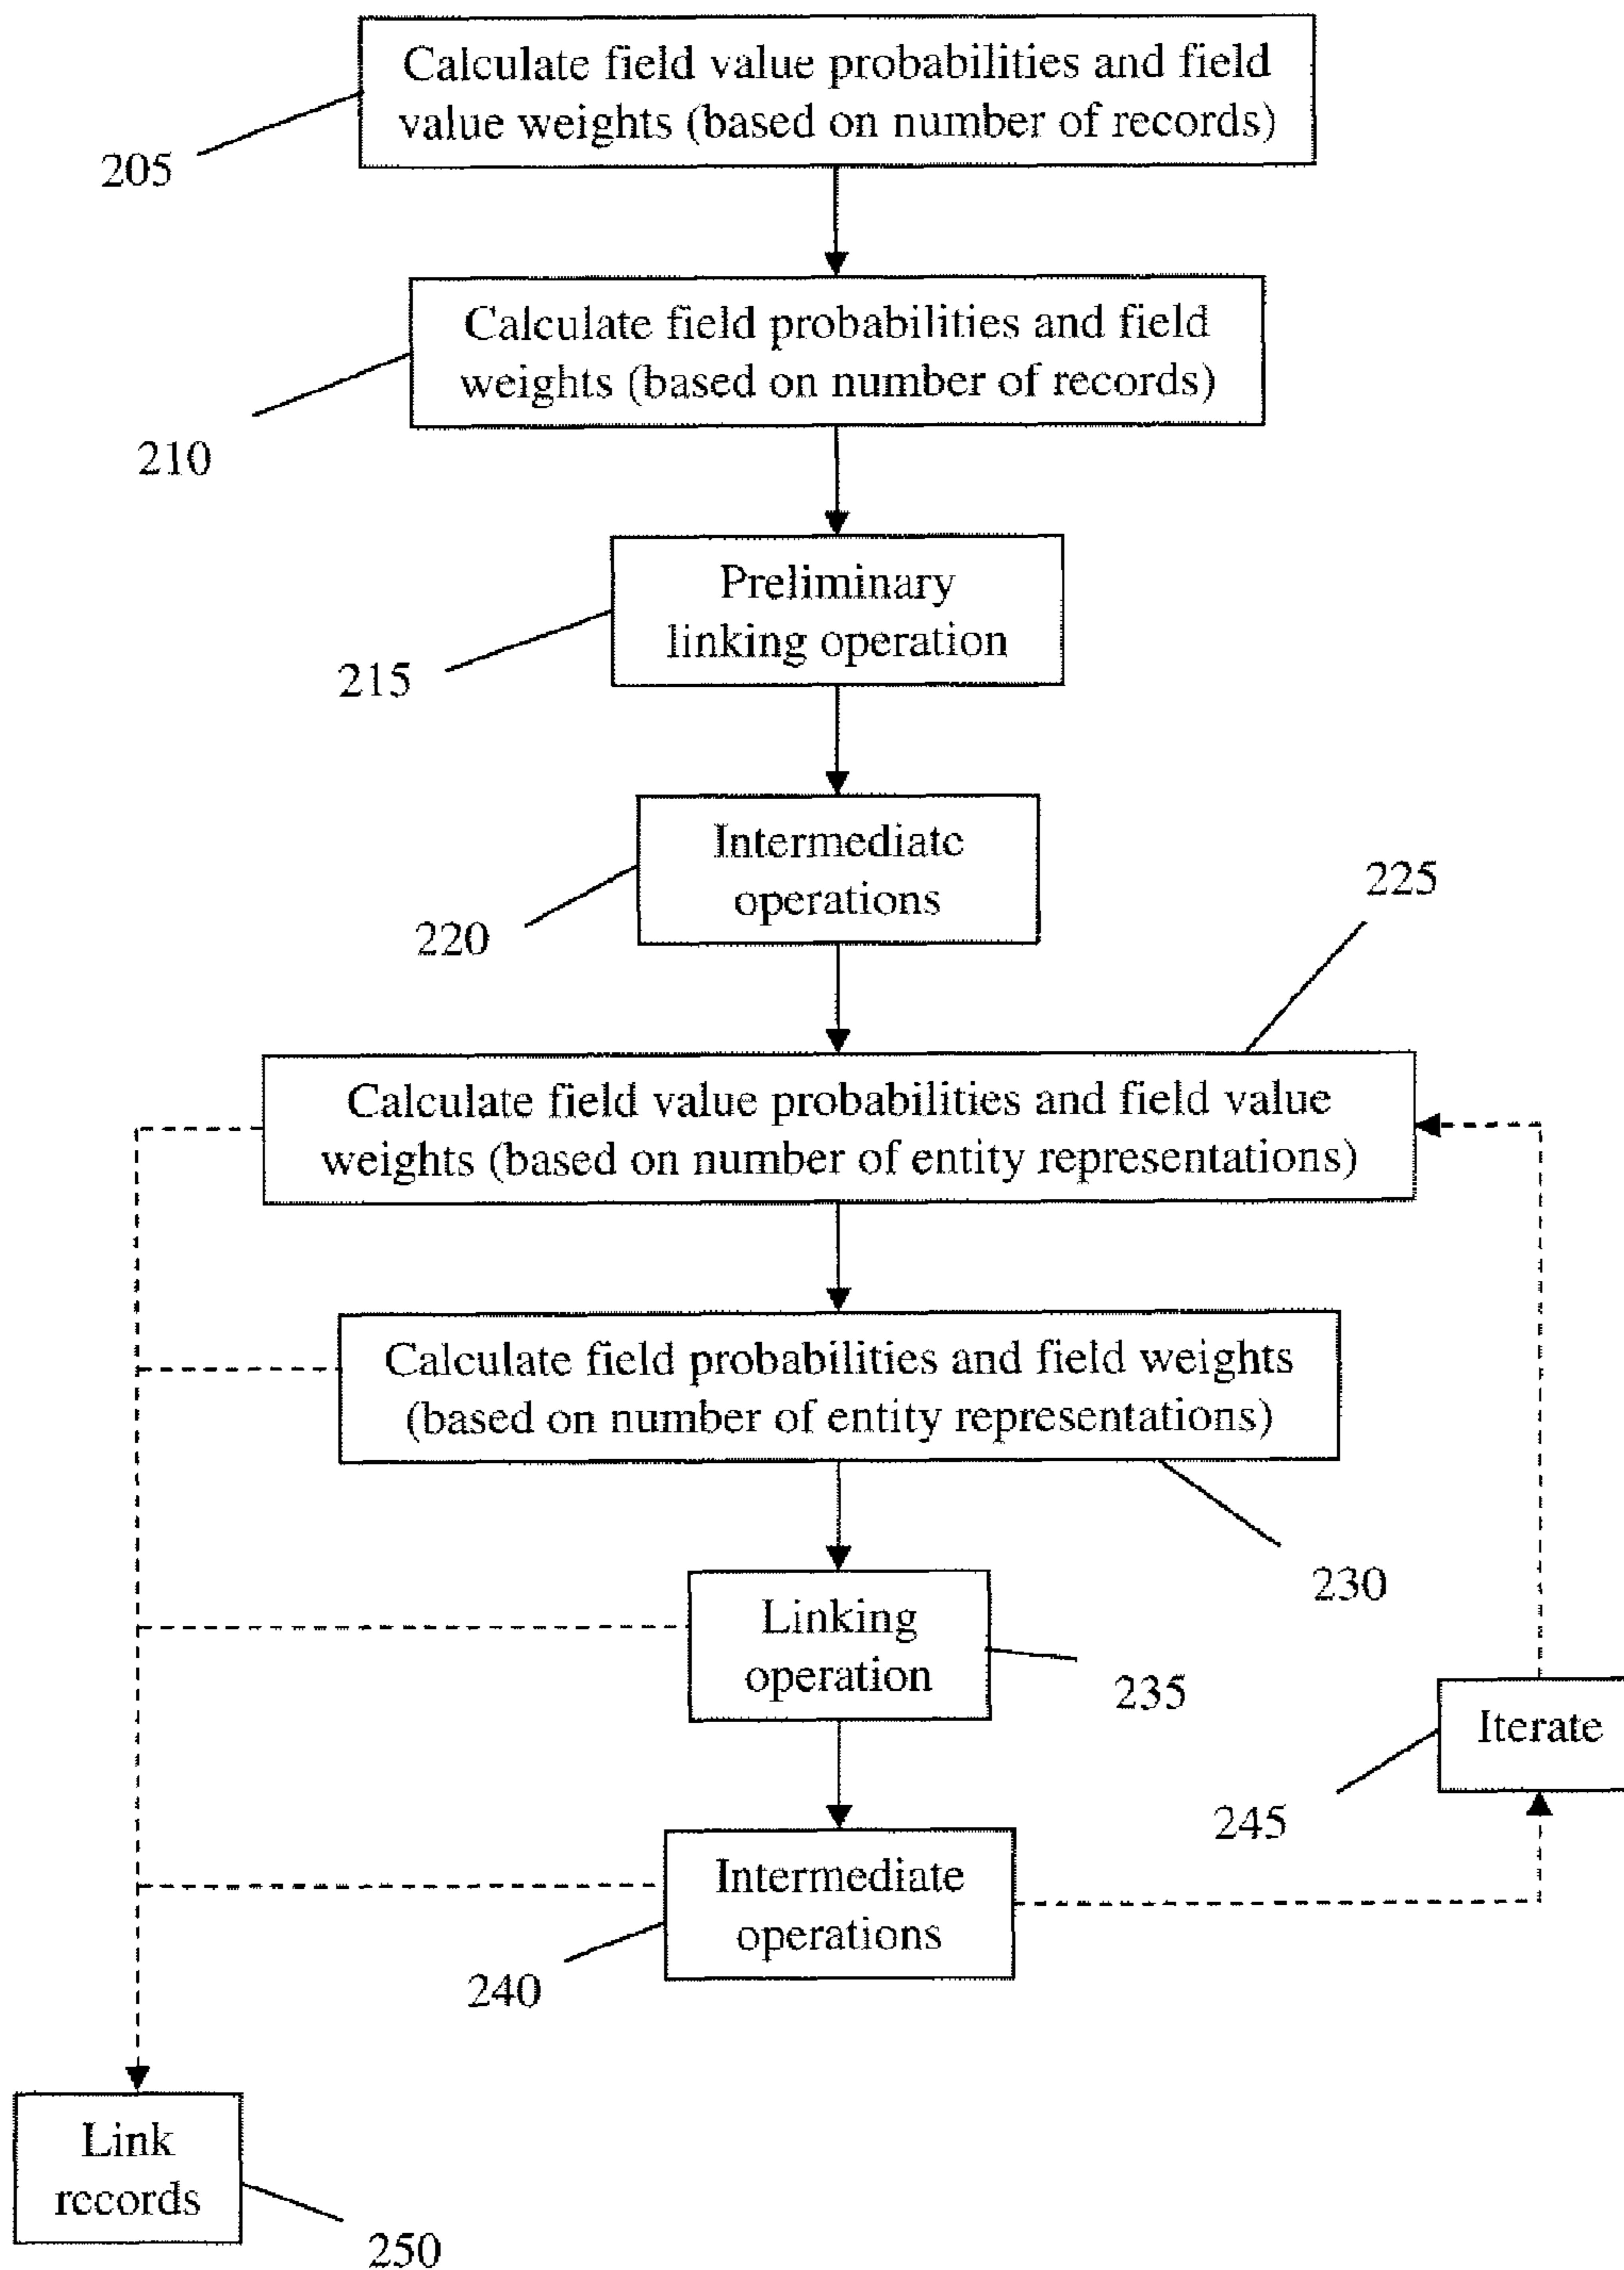 Calculate field value probabilities and field
value weights (based on number of records)
205
Calculate field probabilities and field
weights (based on number of records)
210
Preliminary
linking operation
215
Intermediate
operations
220
225
Calculate field value probabilities and field value
weights (based on number of entity representations)
Calculate field probabilities and field weights
(based on number of entity representations)
230
Linking
operation
235
Iterate
245
Intermediate
operations
240
Link
records
250